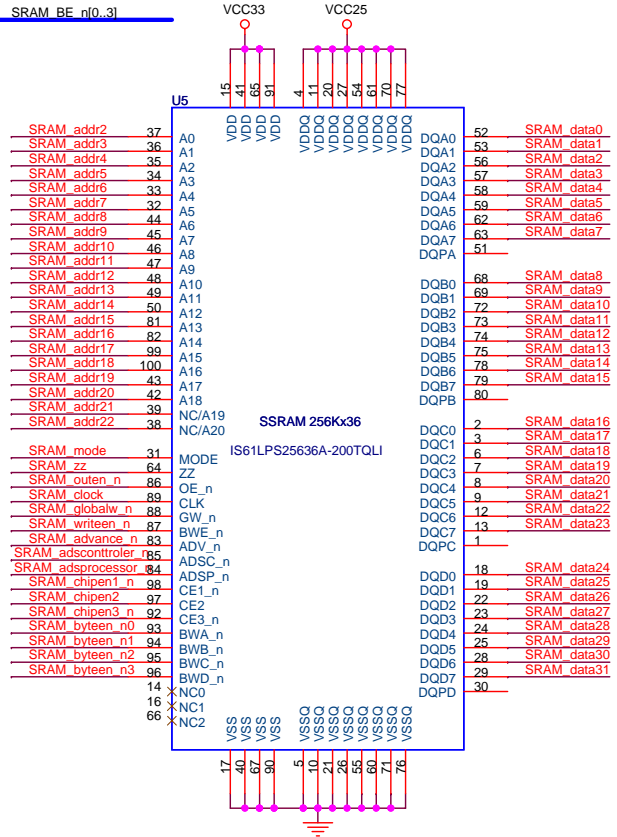 SRAM_BE_n[0..3]
VCC33 VCC25
15 41 65 91 4 11 20 27 54 61 70 77
U5
VDD VDD VDD VDD VDDQ VDDQ VDDQ VDDQ VDDQ VDDQ VDDQ VDDQ
SRAM_addr2 37 A0 DQA0 52 SRAM_data0
SRAM_addr3 36 A1 DQA1 53 SRAM_data1
SRAM_addr4 35 A2 DQA2 56 SRAM_data2
SRAM_addr5 34 A3 DQA3 57 SRAM_data3
SRAM_addr6 33 A4 DQA4 58 SRAM_data4
SRAM_addr7 32 A5 DQA5 59 SRAM_data5
SRAM_addr8 44 A6 DQA6 62 SRAM_data6
SRAM_addr9 45 A7 DQA7 63 SRAM_data7
SRAM_addr10 46 A8 DQPA 51
SRAM_addr11 47 A9
SRAM_addr12 48 A10 DQB0 68 SRAM_data8
SRAM_addr13 49 A11 DQB1 69 SRAM_data9
SRAM_addr14 50 A12 DQB2 72 SRAM_data10
SRAM_addr15 81 A13 DQB3 73 SRAM_data11
SRAM_addr16 82 A14 DQB4 74 SRAM_data12
SRAM_addr17 99 A15 DQB5 75 SRAM_data13
SRAM_addr18 100 A16 DQB6 78 SRAM_data14
SRAM_addr19 43 A17 DQB7 79 SRAM_data15
SRAM_addr20 42 A18 DQPB 80
SRAM_addr21 39 NC/A19
SRAM_addr22 38 NC/A20 DQC0 2 SRAM_data16
SSRAM 256Kx36
DQC1 3 SRAM_data17
IS61LPS25636A-200TQLI
SRAM_mode 31 MODE DQC2 6 SRAM_data18
SRAM_zz 64 ZZ DQC3 7 SRAM_data19
SRAM_outen_n 86 OE_n DQC4 8 SRAM_data20
SRAM_clock 89 CLK DQC5 9 SRAM_data21
SRAM_globalw_n 88 GW_n DQC6 12 SRAM_data22
SRAM_writeen_n 87 BWE_n DQC7 13 SRAM_data23
SRAM_advance_n 83 ADV_n DQPC 1
SRAM_adsconttroler_n 85 ADSC_n
SRAM_adsprocessor_n 84 ADSP_n DQD0 18 SRAM_data24
SRAM_chipen1_n 98 CE1_n DQD1 19 SRAM_data25
SRAM_chipen2 97 CE2 DQD2 22 SRAM_data26
SRAM_chipen3_n 92 CE3_n DQD3 23 SRAM_data27
SRAM_byteen_n0 93 BWA_n DQD4 24 SRAM_data28
SRAM_byteen_n1 94 BWB_n DQD5 25 SRAM_data29
SRAM_byteen_n2 95 BWC_n DQD6 28 SRAM_data30
SRAM_byteen_n3 96 BWD_n DQD7 29 SRAM_data31
14 NC0 DQPD 30
16 NC1
66 NC2
VSS VSS VSS VSS VSSQ VSSQ VSSQ VSSQ VSSQ VSSQ VSSQ VSSQ
17 40 67 90 5 10 21 26 55 60 71 76